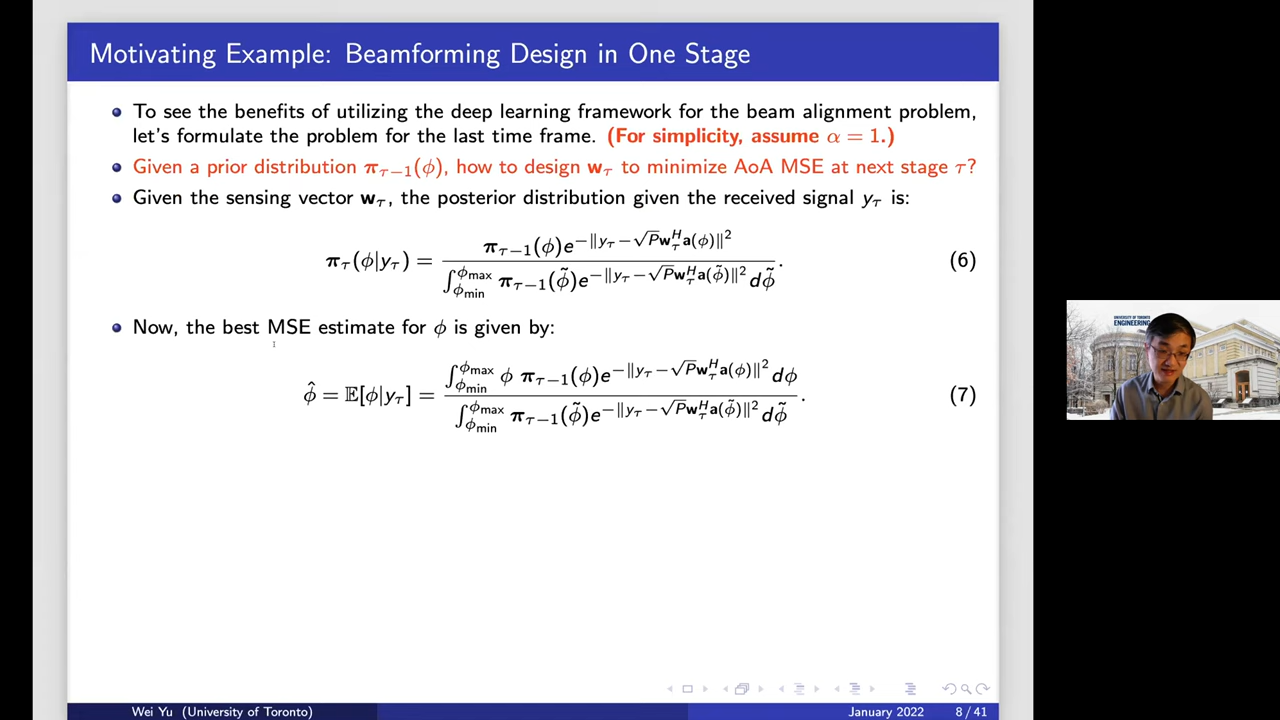 Motivating Example: Beamforming Design in One Stage
To see the benefits of utilizing the deep learning framework for the beam alignment problem,
let's formulate the problem for the last time frame. (For simplicity, assume α = 1.)
Given a prior distribution π_{τ−1}(ϕ), how to design w_τ to minimize AoA MSE at next stage τ?
Given the sensing vector w_τ, the posterior distribution given the received signal y_τ is:
π_τ(ϕ|y_τ) = \frac{π_{τ−1}(ϕ)e^{−‖y_τ−√P w_τ^H a(ϕ)‖^2}}{∫_{ϕ_min}^{ϕ_max} π_{τ−1}(ϕ̃)e^{−‖y_τ−√P w_τ^H a(ϕ̃)‖^2} dϕ̃}. (6)
Now, the best MSE estimate for ϕ is given by:
ϕ̂ = 𝔼[ϕ|y_τ] = \frac{∫_{ϕ_min}^{ϕ_max} ϕ π_{τ−1}(ϕ)e^{−‖y_τ−√P w_τ^H a(ϕ)‖^2} dϕ}{∫_{ϕ_min}^{ϕ_max} π_{τ−1}(ϕ̃)e^{−‖y_τ−√P w_τ^H a(ϕ̃)‖^2} dϕ̃}. (7)
UNIVERSITY OF TORONTO
ENGINEERING
Wei Yu (University of Toronto) January 2022 8 / 41